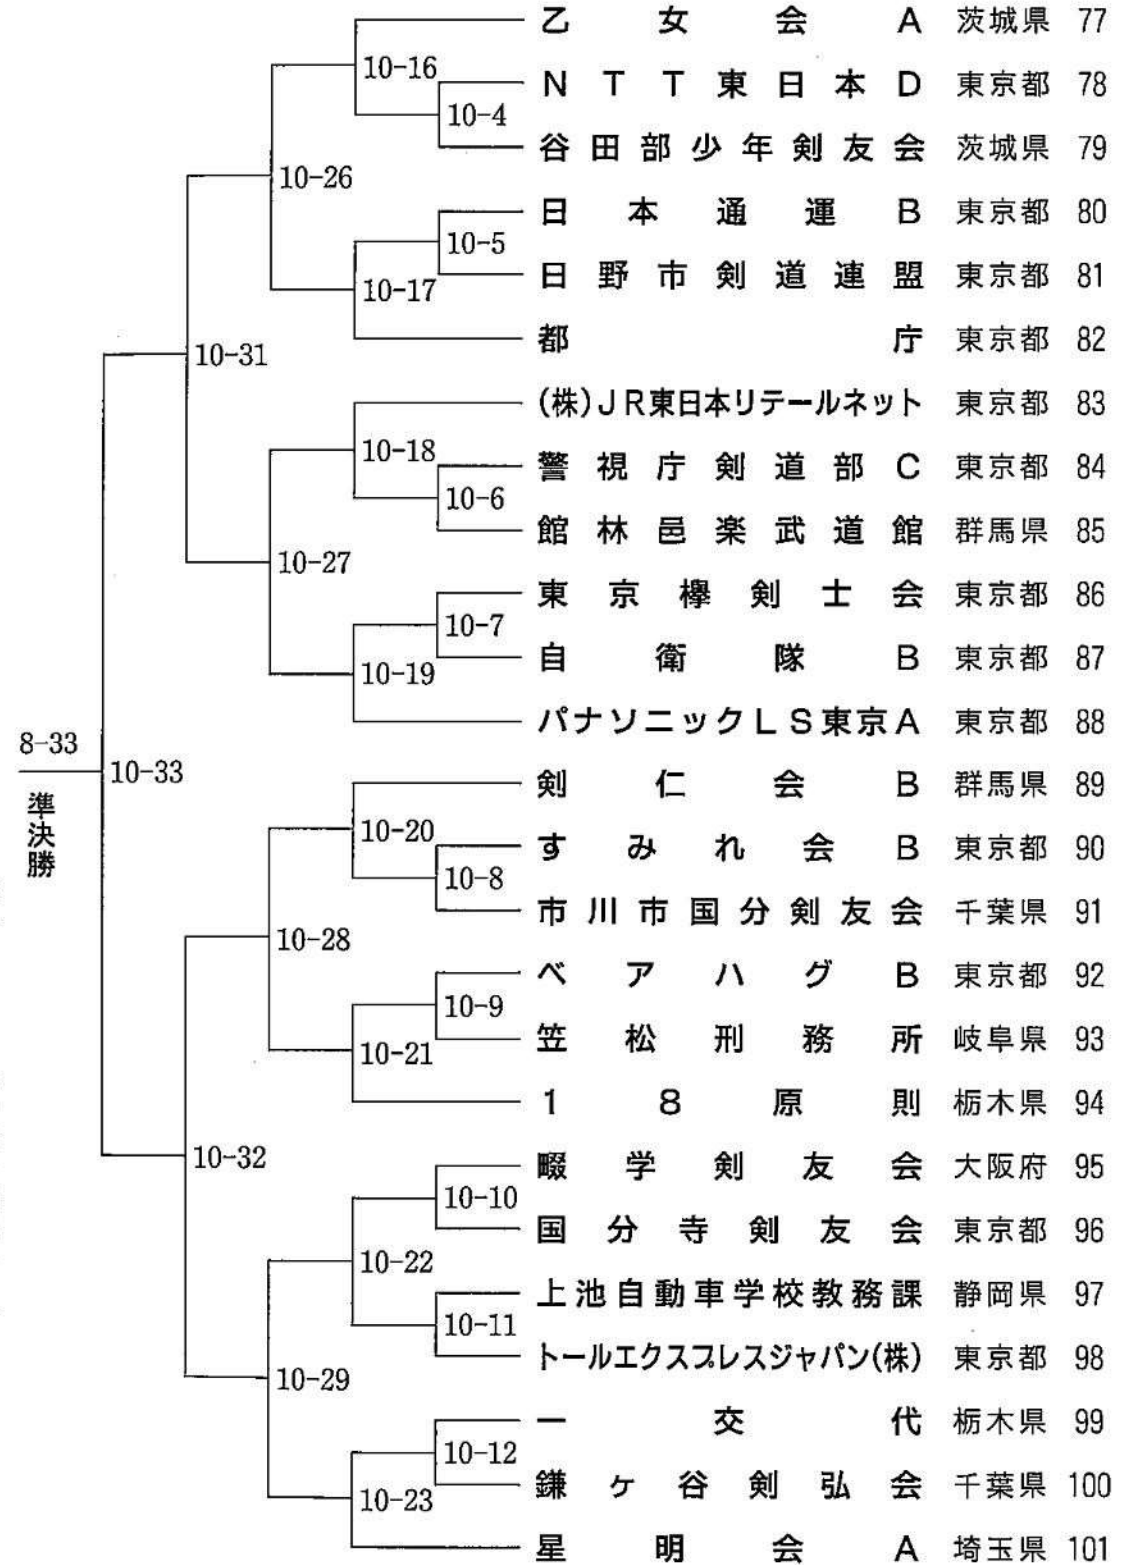 乙女会A 茨城県 77
10-16
NTT東日本D 東京都 78
10-4
谷田部少年剣友会 茨城県 79
10-26
日本通運B 東京都 80
10-5
日野市剣道連盟 東京都 81
10-17
都庁 東京都 82
10-31
(株)JR東日本リテールネット 東京都 83
10-18
警視庁剣道部C 東京都 84
10-6
館林邑楽武道館 群馬県 85
10-27
東京欅剣士会 東京都 86
10-7
自衛隊B 東京都 87
10-19
パナソニックLS東京A 東京都 88
8-33
準決勝
10-33
剣仁会B 群馬県 89
10-20
すみれ会B 東京都 90
10-8
市川市国分剣友会 千葉県 91
10-28
ベアハグB 東京都 92
10-9
笠松刑務所 岐阜県 93
10-21
18原則 栃木県 94
10-32
畷学剣友会 大阪府 95
10-10
国分寺剣友会 東京都 96
10-22
上池自動車学校教務課 静岡県 97
10-11
トールエクスプレスジャパン(株) 東京都 98
10-29
一交代 栃木県 99
10-12
鎌ヶ谷剣弘会 千葉県 100
10-23
星明会A 埼玉県 101